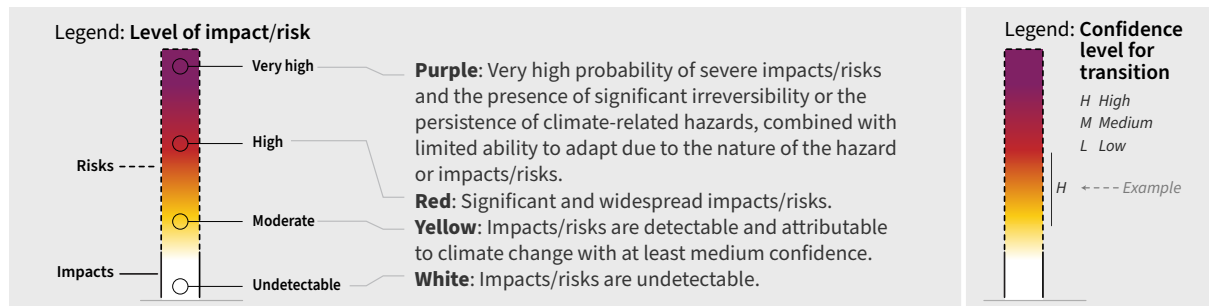 Legend: Level of impact/risk
Very high
High
Risks
Moderate
Impacts
Undetectable
Purple: Very high probability of severe impacts/risks
and the presence of significant irreversibility or the
persistence of climate-related hazards, combined with
limited ability to adapt due to the nature of the hazard
or impacts/risks.
Red: Significant and widespread impacts/risks.
Yellow: Impacts/risks are detectable and attributable
to climate change with at least medium confidence.
White: Impacts/risks are undetectable.
Legend: Confidence
level for
transition
H High
M Medium
L Low
H Example